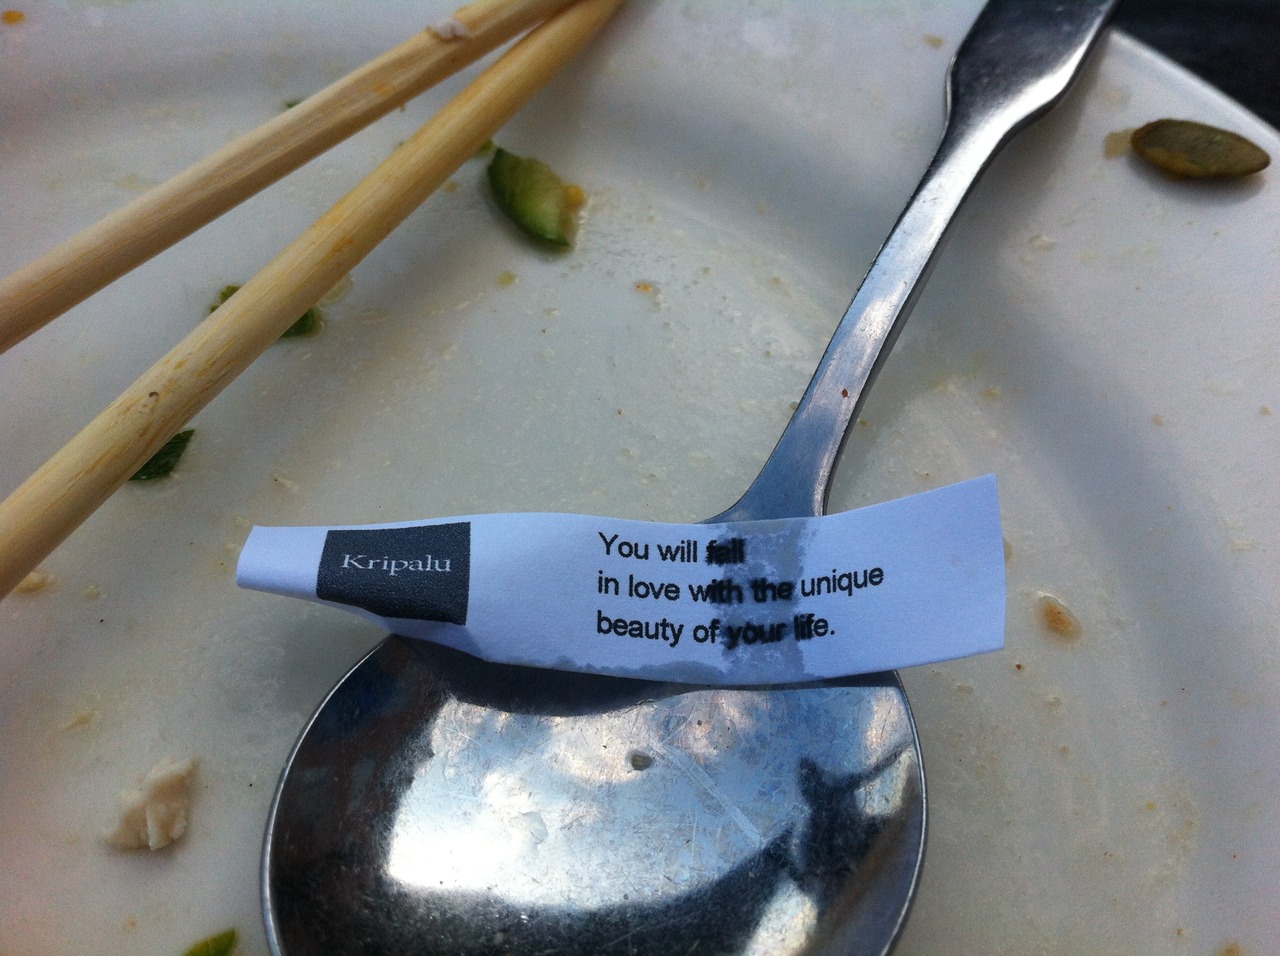 Kripalu
You will fall
in love with the unique
beauty of your life.